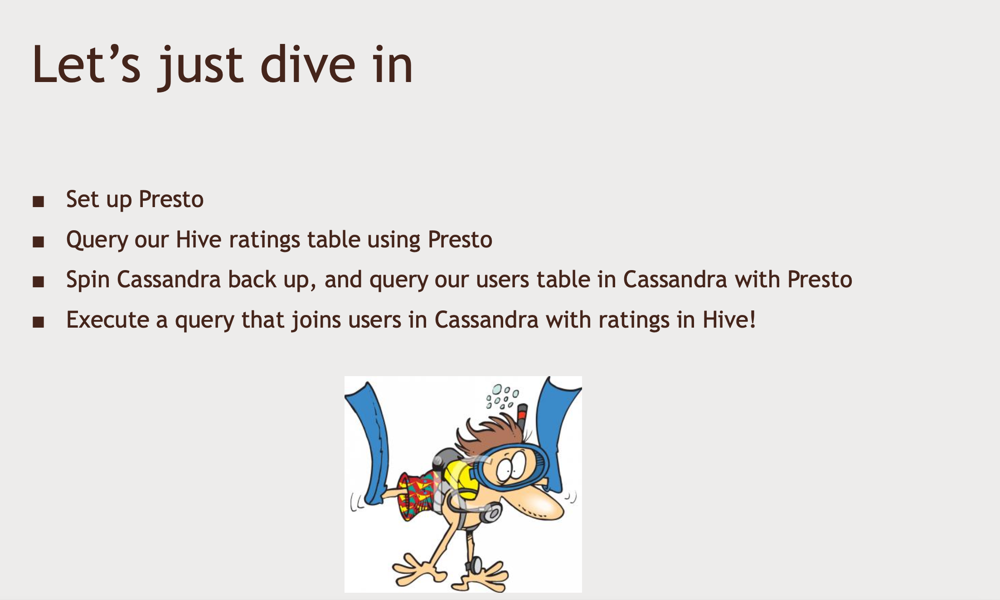 Let’s just dive in
■ Set up Presto
■ Query our Hive ratings table using Presto
■ Spin Cassandra back up, and query our users table in Cassandra with Presto
■ Execute a query that joins users in Cassandra with ratings in Hive!